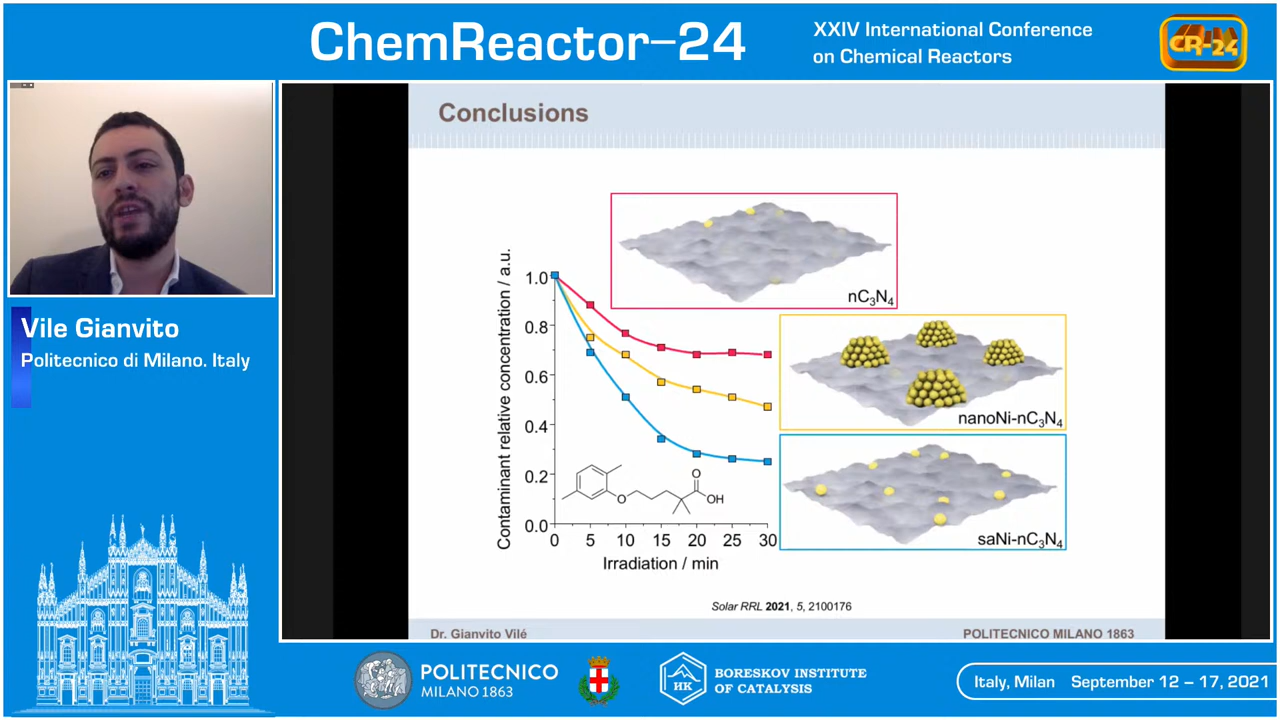 ChemReactor–24
XXIV International Conference
on Chemical Reactors
CR-24
Vile Gianvito
Politecnico di Milano. Italy
Conclusions
Contaminant relative concentration / a.u.
1.0
0.8
0.6
0.4
0.2
0.0
0 5 10 15 20 25 30
Irradiation / min
O
O
OH
nC₃N₄
nanoNi-nC₃N₄
saNi-nC₃N₄
Solar RRL 2021, 5, 2100176
Dr. Gianvito Vilé
POLITECNICO MILANO 1863
POLITECNICO
MILANO 1863
НК
BORESKOV INSTITUTE
OF CATALYSIS
Italy, Milan September 12 – 17, 2021